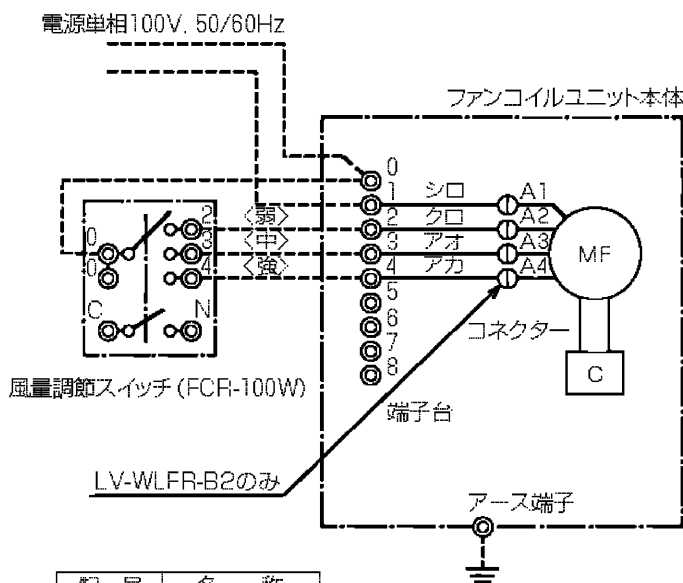 電源単相100V, 50/60Hz
ファンコイルユニット本体
0
1 シロ A1
2 〈弱〉 2 クロ A2
0 3 〈中〉 3 アオ A3 MF
0 4 〈強〉 4 アカ A4
5
C N 6 コネクター
7
8 C
風量調節スイッチ(FCR-100W)
端子台
LV-WLFR-B2のみ
アース端子